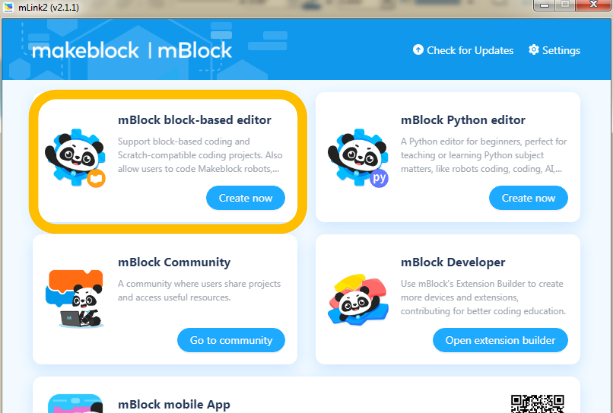 mLink2 (v2.1.1)
makeblock | mBlock
Check for Updates
Settings
mBlock block-based editor
Support block-based coding and
Scratch-compatible coding projects. Also
allow users to code Makeblock robots,...
Create now
mBlock Python editor
A Python editor for beginners, perfect for
teaching or learning Python subject
matters, like robots coding, coding, AI,...
py
Create now
mBlock Community
A community where users share projects
and access useful resources.
Go to community
mBlock Developer
Use mBlock's Extension Builder to create
more devices and extensions,
contributing for better coding education.
Open extension builder
mBlock mobile App